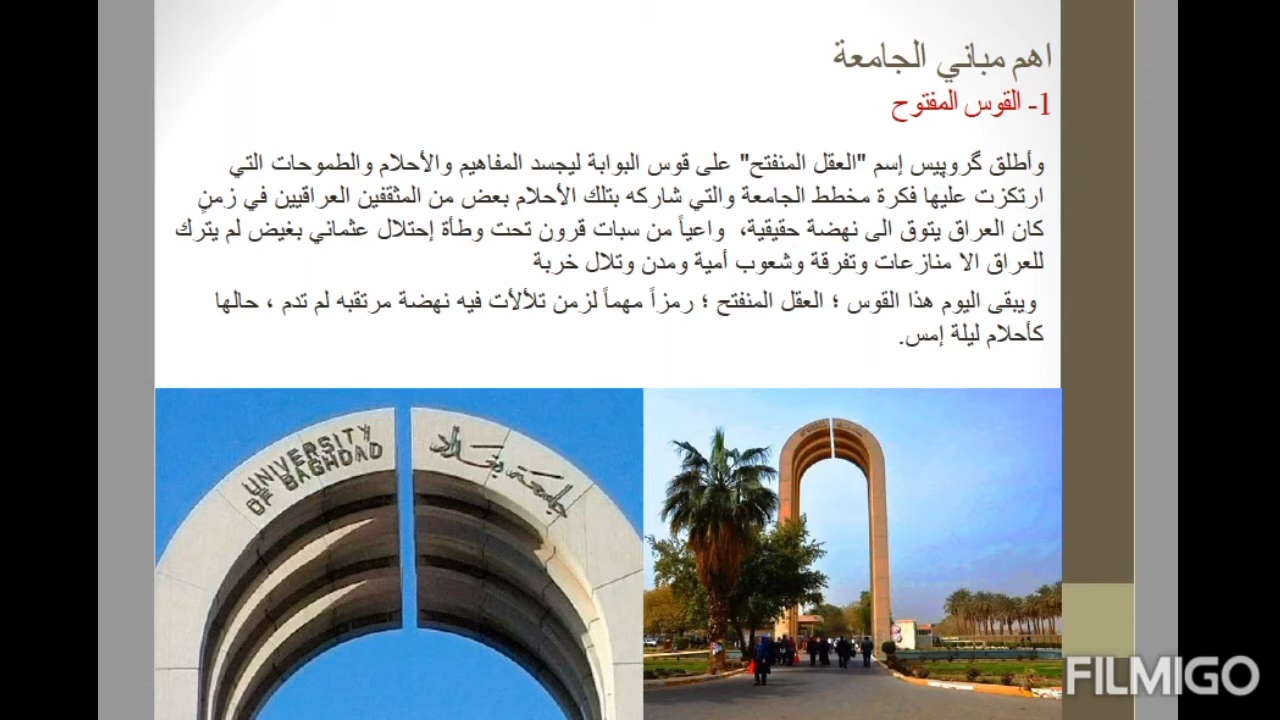 اهم مباني الجامعة
1- القوس المفتوح
وأطلق گروپيس إسم "العقل المنفتح" على قوس البوابة ليجسد المفاهيم والأحلام والطموحات التي
ارتكزت عليها فكرة مخطط الجامعة والتي شاركه بتلك الأحلام بعض من المثقفين العراقيين في زمنٍ
كان العراق يتوق الى نهضة حقيقية، واعياً من سبات قرون تحت وطأة إحتلال عثماني بغيض لم يترك
للعراق الا منازعات وتفرقة وشعوب أمية ومدن وتلال خربة
ويبقى اليوم هذا القوس ؛ العقل المنفتح ؛ رمزاً مهماً لزمن تلألأت فيه نهضة مرتقبه لم تدم ، حالها
كأحلام ليلة إمس.
UNIVERSITY
OF BAGHDAD
جامعة بغداد
FILMIGO